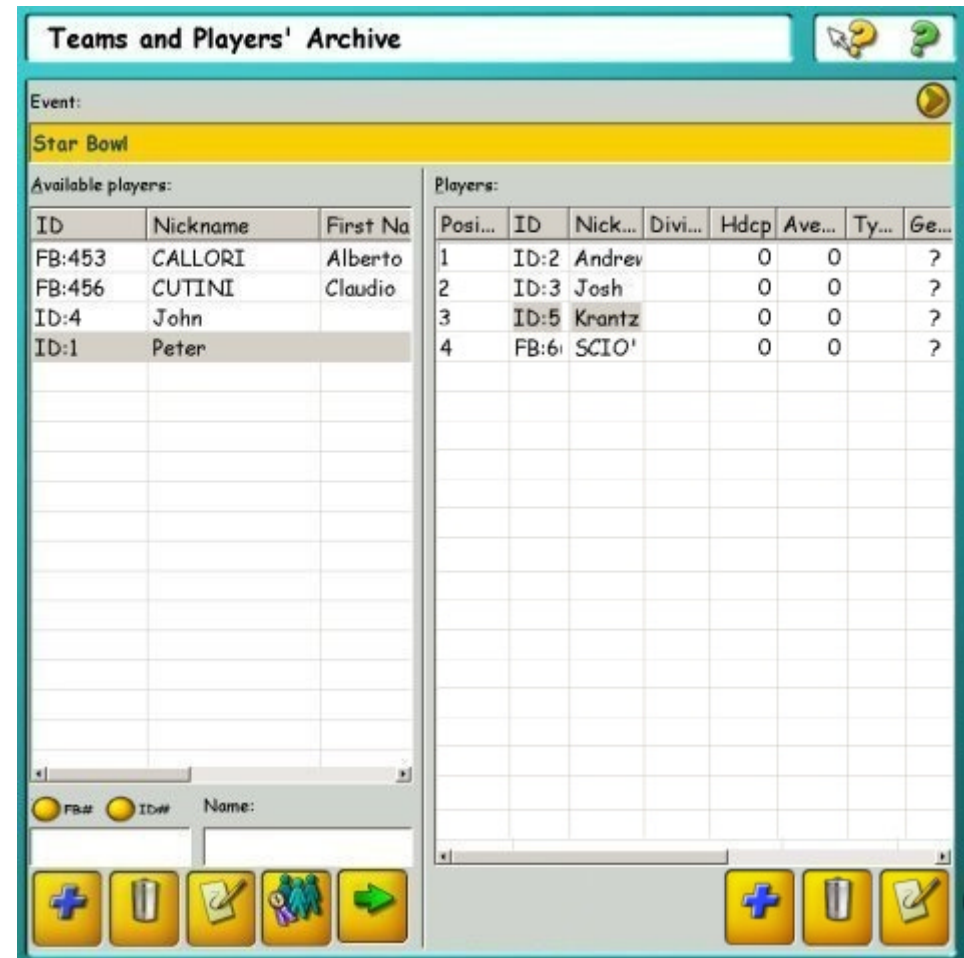 Teams and Players' Archive
Event:
Star Bowl
Available players:
ID Nickname First Na
FB:453 CALLORI Alberto
FB:456 CUTINI Claudio
ID:4 John
ID:1 Peter
FB# ID# Name:
Players:
Posi... ID Nick... Divi... Hdcp Ave... Ty... Ge...
1 ID:2 Andrew 0 0 ?
2 ID:3 Josh 0 0 ?
3 ID:5 Krantz 0 0 ?
4 FB:6 SCIO' 0 0 ?